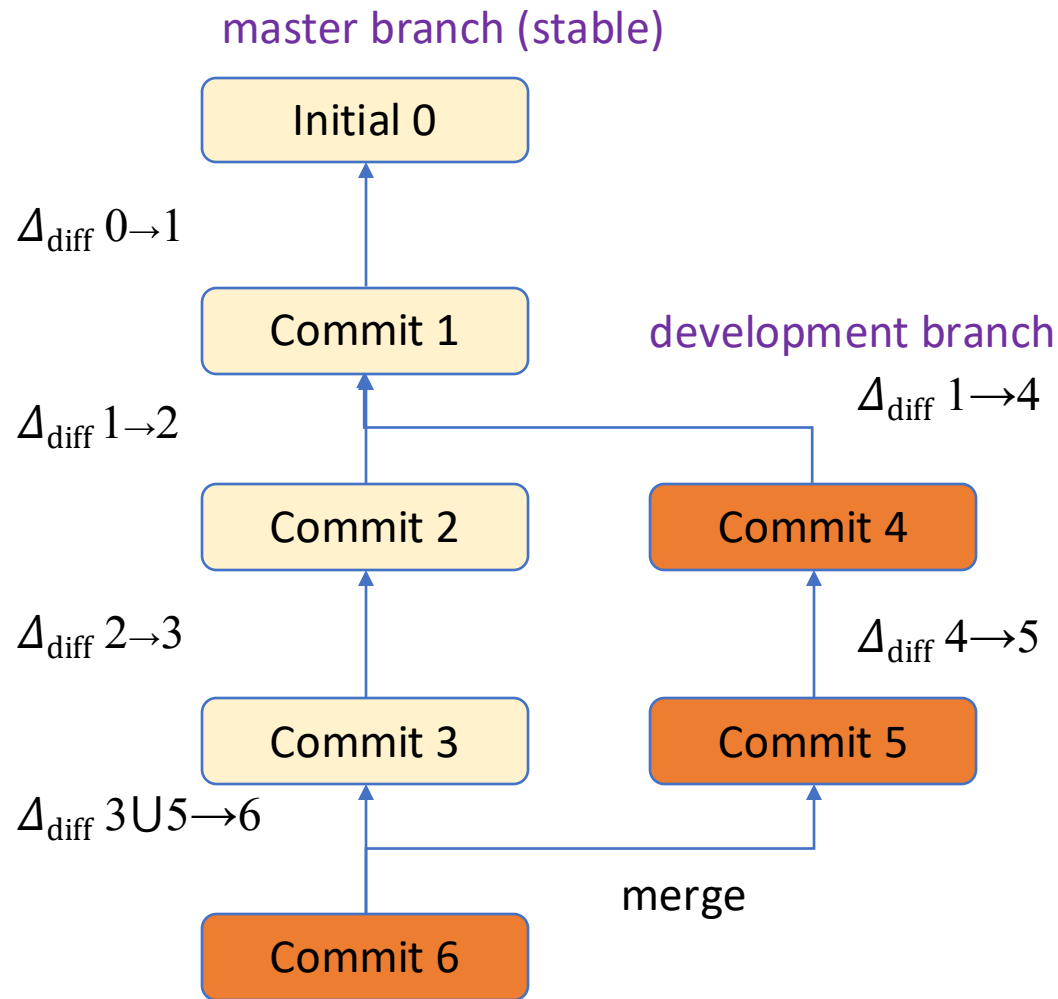 master branch (stable)
Initial 0
Δdiff 0→1
Commit 1
development branch
Δdiff 1→2
Δdiff 1→4
Commit 2
Commit 4
Δdiff 2→3
Δdiff 4→5
Commit 3
Commit 5
Δdiff 3∪5→6
merge
Commit 6